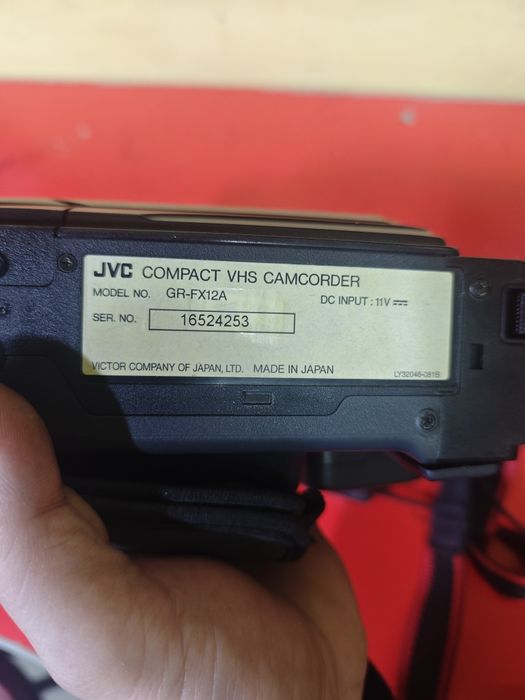 JVC COMPACT VHS CAMCORDER
MODEL NO. GR-FX12A DC INPUT : 11V ⎓
SER. NO. 16524253
VICTOR COMPANY OF JAPAN, LTD. MADE IN JAPAN
LY32046-081B